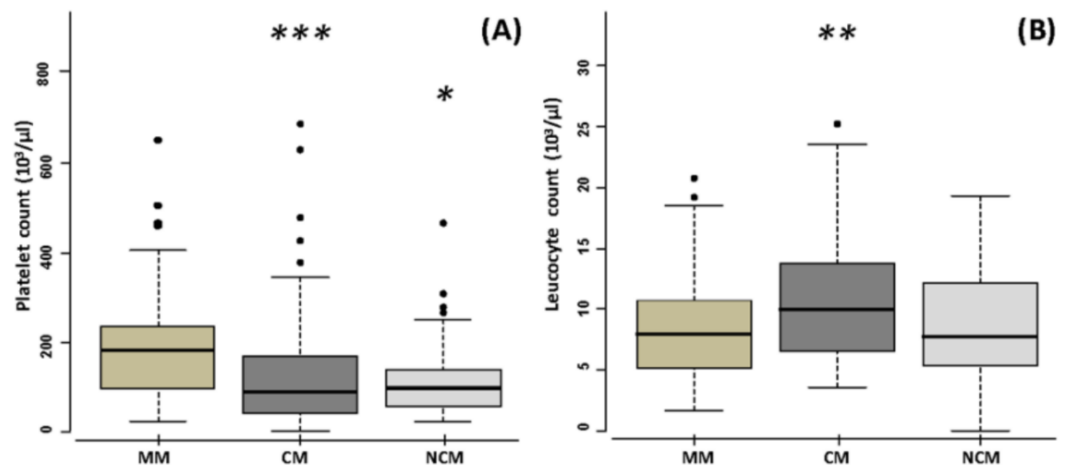 (A)
***
*
Platelet count (10³/µl)
800
600
400
200
0
MM CM NCM
(B)
**
Leucocyte count (10³/µl)
30
25
20
15
10
5
0
MM CM NCM